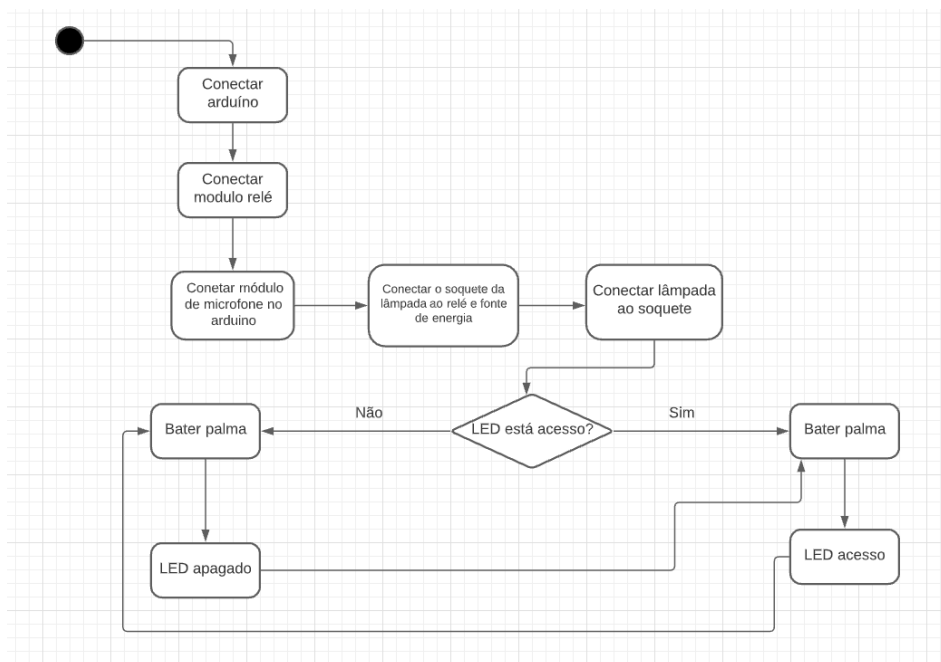 Conectar
arduíno
Conectar
modulo relé
Conetar módulo
de microfone no
arduino
Conectar o soquete da
lâmpada ao relé e fonte
de energia
Conectar lâmpada
ao soquete
LED está acesso?
Não
Sim
Bater palma
Bater palma
LED apagado
LED acesso